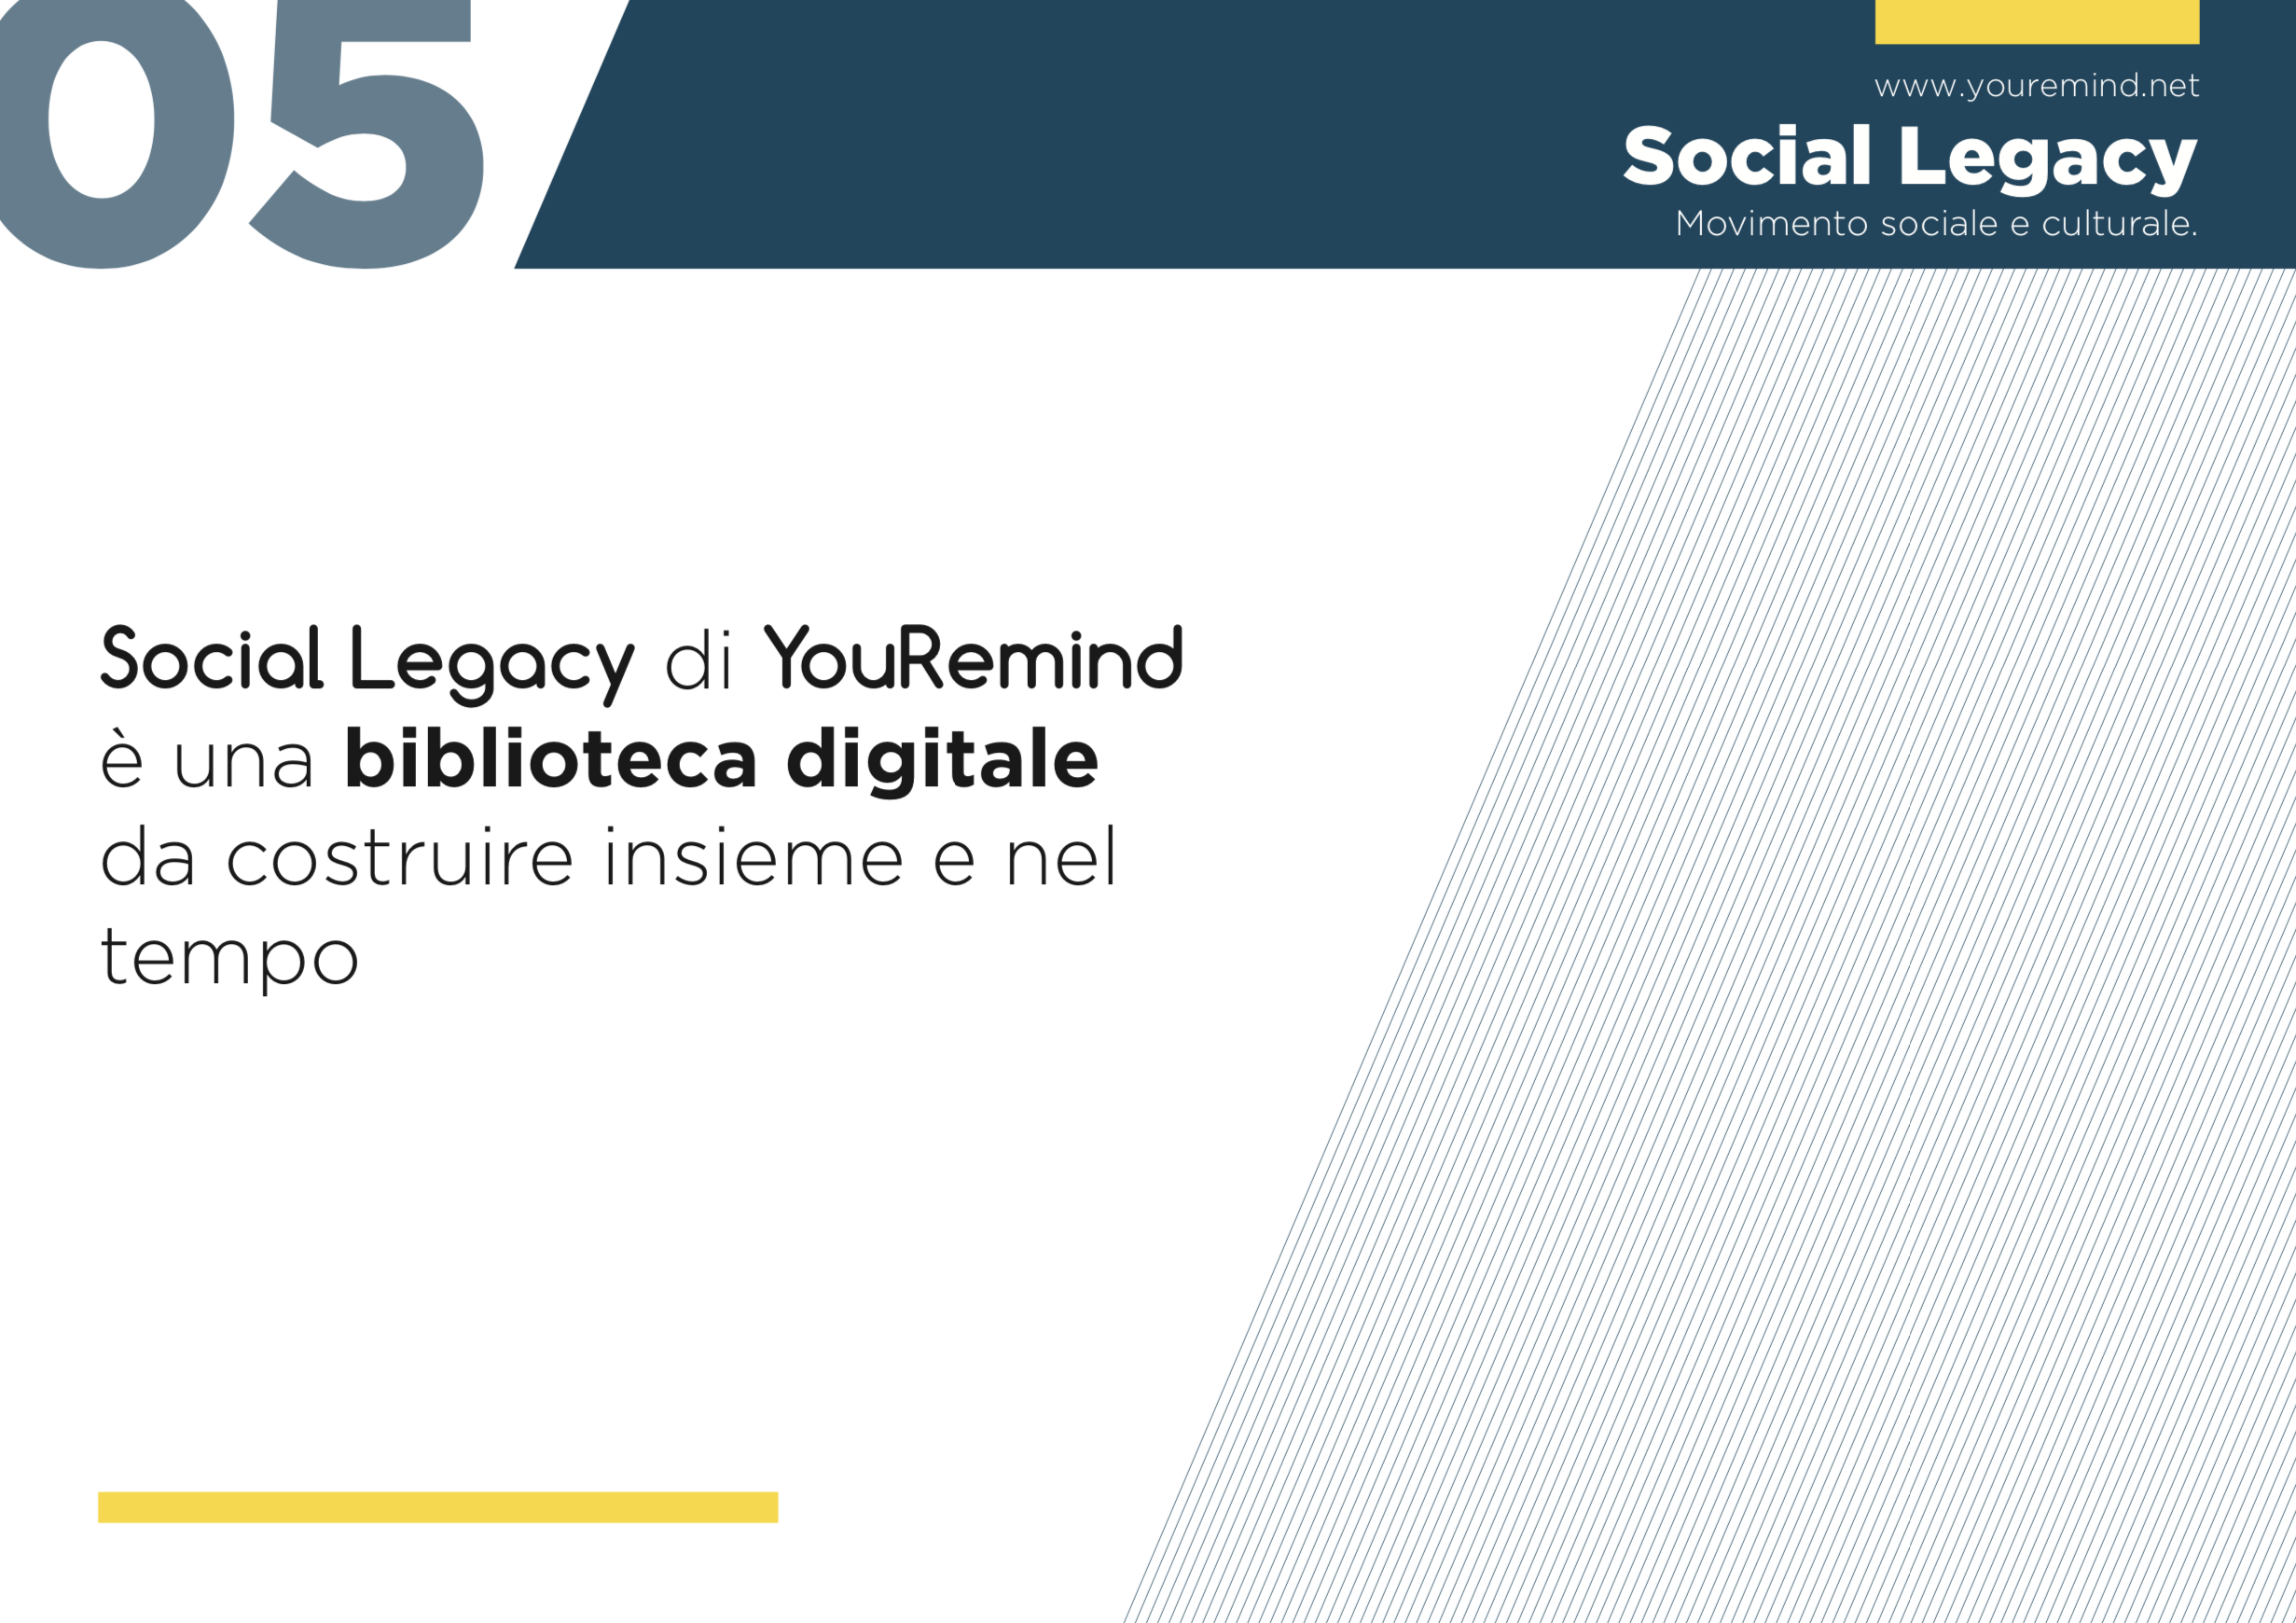 05
www.youremind.net
Social Legacy
Movimento sociale e culturale.
Social Legacy di YouRemind
è una biblioteca digitale
da costruire insieme e nel
tempo